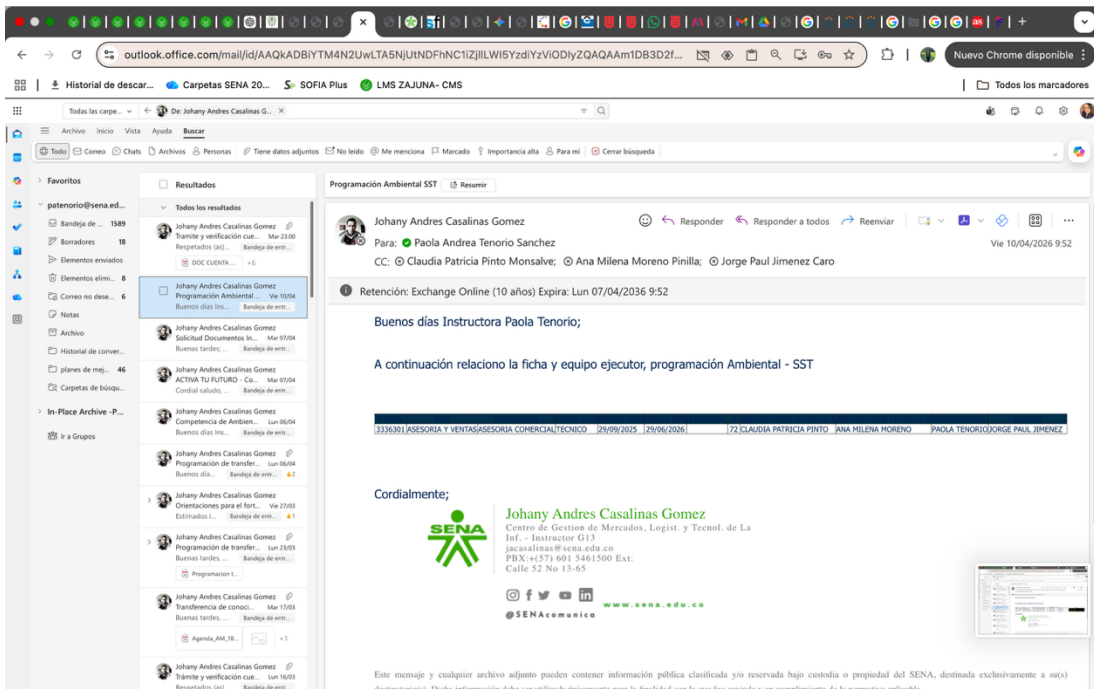 Nuevo Chrome disponible
outlook.office.com/mail/id/AAQkADBiYTM4N2UwLTA5NjUtNDFhNC1iZjllLWI5YzdiYzViODIyZQAQAAm1DB3D2f...
Historial de descar...
Carpetas SENA 20...
SOFIA Plus
LMS ZAJUNA- CMS
Todos los marcadores
Todas las carpe...
De: Johany Andres Casalinas G...
Archivo Inicio Vista Ayuda Buscar
Todo Correo Chats Archivos Personas Tiene datos adjuntos No leído Me menciona Marcado Importancia alta Para mí Cerrar búsqueda
Favoritos
patenorio@sena.ed...
Bandeja de ... 1589
Borradores 18
Elementos enviados
Elementos elimi... 8
Correo no dese... 6
Notas
Archivo
Historial de conver...
planes de mej... 46
Carpetas de búsqu...
In-Place Archive -P...
Ir a Grupos
Resultados
Todos los resultados
Johany Andres Casalinas Gomez
Tramite y verificación cue... Mar 23:00
Respetados (as)... Bandeja de entr...
DOC CUENTA ... +6
Johany Andres Casalinas Gomez
Programación Ambiental ... Vie 10/04
Buenos días Ins... Bandeja de entr...
Johany Andres Casalinas Gomez
Solicitud Documentos In... Mar 07/04
Buenas tardes; ... Bandeja de entr...
Johany Andres Casalinas Gomez
ACTIVA TU FUTURO - Co... Mar 07/04
Cordial saludo, ... Bandeja de entr...
Johany Andres Casalinas Gomez
Competencia de Ambien... Lun 06/04
Buenos días Ins... Bandeja de entr...
Johany Andres Casalinas Gomez
Programación de transfer... Lun 06/04
Buenos día... Bandeja de entr... 2
Johany Andres Casalinas Gomez
Orientaciones para el fort... Vie 27/03
Estimados i... Bandeja de entr... 1
Johany Andres Casalinas Gomez
Programación de transfer... Lun 23/03
Buenas tardes, ... Bandeja de entr...
Programacion t...
Johany Andres Casalinas Gomez
Transferencia de conoci... Mar 17/03
Buenas tardes, ... Bandeja de entr...
Agenda_AM_18... +1
Johany Andres Casalinas Gomez
Trámite y verificación cue... Lun 16/03
Respetados (as)... Bandeja de entr...
Programación Ambiental SST Resumir
Johany Andres Casalinas Gomez
Responder Responder a todos Reenviar
Para: Paola Andrea Tenorio Sanchez
Vie 10/04/2026 9:52
CC: Claudia Patricia Pinto Monsalve; Ana Milena Moreno Pinilla; Jorge Paul Jimenez Caro
Retención: Exchange Online (10 años) Expira: Lun 07/04/2036 9:52
Buenos días Instructora Paola Tenorio;
A continuación relaciono la ficha y equipo ejecutor, programación Ambiental - SST
3336301 ASESORIA Y VENTAS ASESORIA COMERCIAL TECNICO 29/09/2025 29/06/2026 72 CLAUDIA PATRICIA PINTO ANA MILENA MORENO PAOLA TENORIO JORGE PAUL JIMENEZ
Cordialmente;
SENA
Johany Andres Casalinas Gomez
Centro de Gestion de Mercados, Logist. y Tecnol. de La
Inf. - Instructor G13
jacasalinas@sena.edu.co
PBX:+(57) 601 5461500 Ext:
Calle 52 No 13-65
@SENAcomunica
www.sena.edu.co
Este mensaje y cualquier archivo adjunto pueden contener información pública clasificada y/o reservada bajo custodia o propiedad del SENA, destinada exclusivamente a su(s)